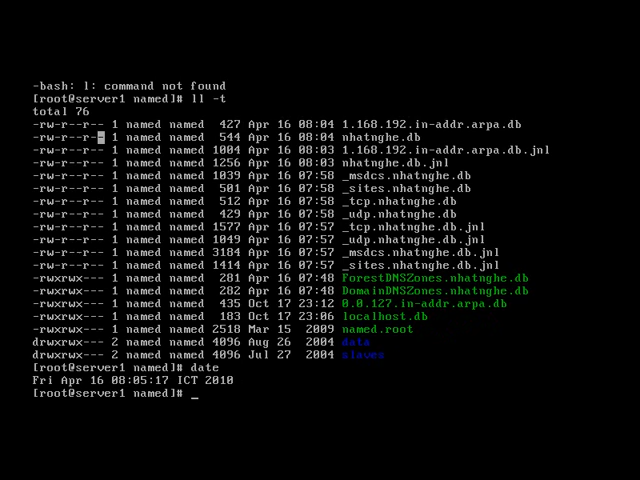 -bash: l: command not found
[root@server1 named]# ll -t
total 76
-rw-r--r-- 1 named named  427 Apr 16 08:04 1.168.192.in-addr.arpa.db
-rw-r--r-- 1 named named  544 Apr 16 08:04 nhatnghe.db
-rw-r--r-- 1 named named 1004 Apr 16 08:03 1.168.192.in-addr.arpa.db.jnl
-rw-r--r-- 1 named named 1256 Apr 16 08:03 nhatnghe.db.jnl
-rw-r--r-- 1 named named 1039 Apr 16 07:58 _msdcs.nhatnghe.db
-rw-r--r-- 1 named named  501 Apr 16 07:58 _sites.nhatnghe.db
-rw-r--r-- 1 named named  512 Apr 16 07:58 _tcp.nhatnghe.db
-rw-r--r-- 1 named named  429 Apr 16 07:58 _udp.nhatnghe.db
-rw-r--r-- 1 named named 1577 Apr 16 07:57 _tcp.nhatnghe.db.jnl
-rw-r--r-- 1 named named 1049 Apr 16 07:57 _udp.nhatnghe.db.jnl
-rw-r--r-- 1 named named 3184 Apr 16 07:57 _msdcs.nhatnghe.db.jnl
-rw-r--r-- 1 named named 1414 Apr 16 07:57 _sites.nhatnghe.db.jnl
-rwxrwx--- 1 named named  281 Apr 16 07:48 ForestDNSZones.nhatnghe.db
-rwxrwx--- 1 named named  282 Apr 16 07:48 DomainDNSZones.nhatnghe.db
-rwxrwx--- 1 named named  435 Oct 17 23:12 0.0.127.in-addr.arpa.db
-rwxrwx--- 1 named named  183 Oct 17 23:06 localhost.db
-rwxrwx--- 1 named named 2518 Mar 15  2009 named.root
drwxrwx--- 2 named named 4096 Aug 26  2004 data
drwxrwx--- 2 named named 4096 Jul 27  2004 slaves
[root@server1 named]# date
Fri Apr 16 08:05:17 ICT 2010
[root@server1 named]# _